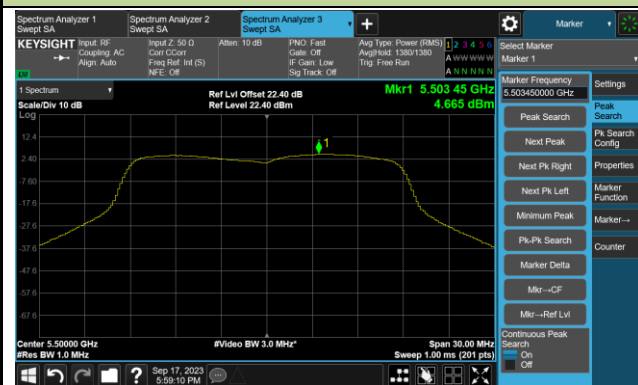 Spectrum Analyzer 1
Swept SA
Spectrum Analyzer 2
Swept SA
Spectrum Analyzer 3
Swept SA
Marker
KEYSIGHT
Input: RF
Coupling: AC
Align: Auto
Input Z: 50 Ω
Corr CCorr
Freq Ref: Int (S)
NFE: Off
Atten: 10 dB
PNO: Fast
Gate: Off
IF Gain: Low
Sig Track: Off
Avg Type: Power (RMS)
Avg|Hold: 1380/1380
Trig: Free Run
1 2 3 4 5 6
A W W W W W
A N N N N N
Select Marker
Marker 1
1 Spectrum
Scale/Div 10 dB
Log
Ref Lvl Offset 22.40 dB
Ref Level 22.40 dBm
Mkr1 5.503 45 GHz
4.665 dBm
1
12.4
2.40
-7.60
-17.6
-27.6
-37.6
-47.6
-57.6
-67.6
Center 5.50000 GHz
#Res BW 1.0 MHz
#Video BW 3.0 MHz*
Span 30.00 MHz
Sweep 1.00 ms (201 pts)
Marker Frequency
5.503450000 GHz
Peak Search
Next Peak
Next Pk Right
Next Pk Left
Minimum Peak
Pk-Pk Search
Marker Delta
Mkr→CF
Mkr→Ref Lvl
Continuous Peak
Search
On
Off
Settings
Peak
Search
Pk Search
Config
Properties
Marker
Function
Marker→
Counter
?
Sep 17, 2023
5:59:10 PM